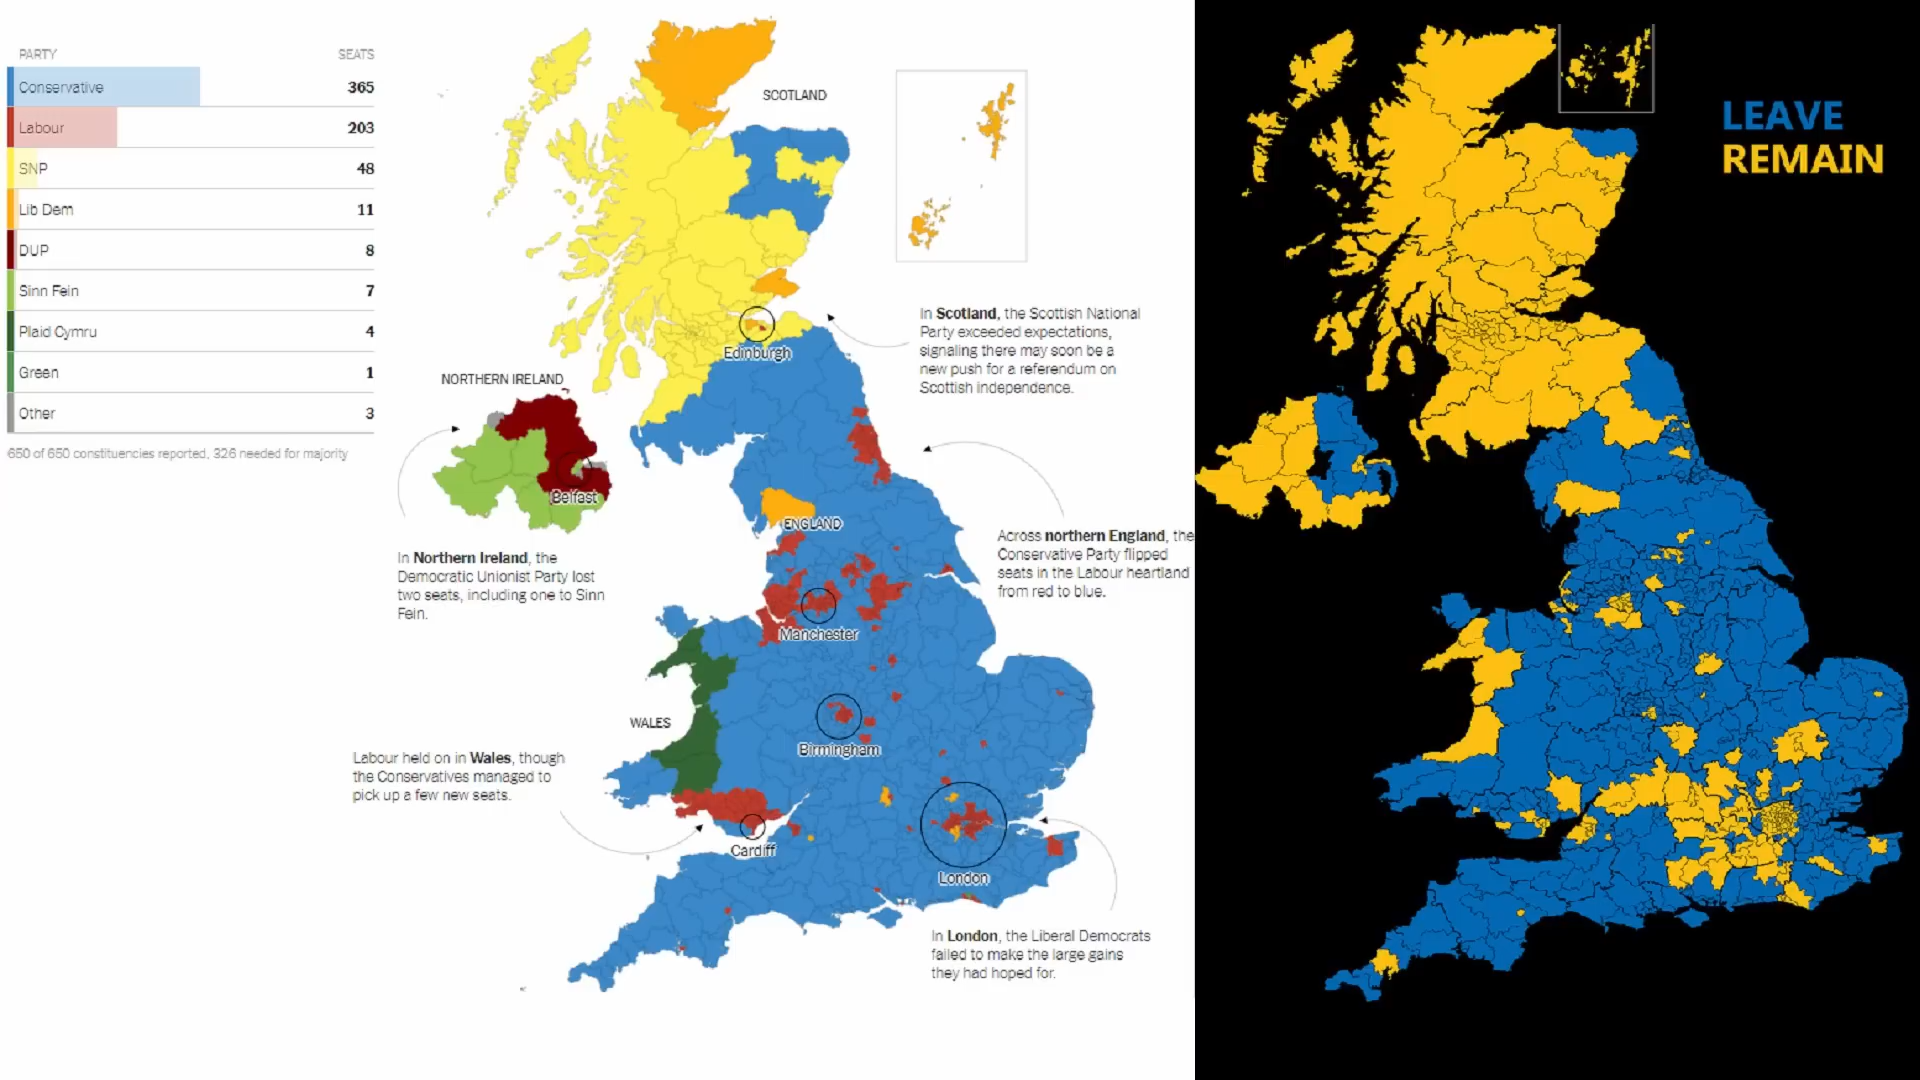 PARTY SEATS
Conservative 365
Labour 203
SNP 48
Lib Dem 11
DUP 8
Sinn Fein 7
Plaid Cymru 4
Green 1
Other 3
650 of 650 constituencies reported, 326 needed for majority
SCOTLAND
In Scotland, the Scottish National
Party exceeded expectations,
signaling there may soon be a
new push for a referendum on
Scottish independence.
Edinburgh
NORTHERN IRELAND
Belfast
In Northern Ireland, the
Democratic Unionist Party lost
two seats, including one to Sinn
Fein.
ENGLAND
Across northern England, the
Conservative Party flipped
seats in the Labour heartland
from red to blue.
Manchester
WALES
Birmingham
Labour held on in Wales, though
the Conservatives managed to
pick up a few new seats.
Cardiff
London
In London, the Liberal Democrats
failed to make the large gains
they had hoped for.
LEAVE
REMAIN